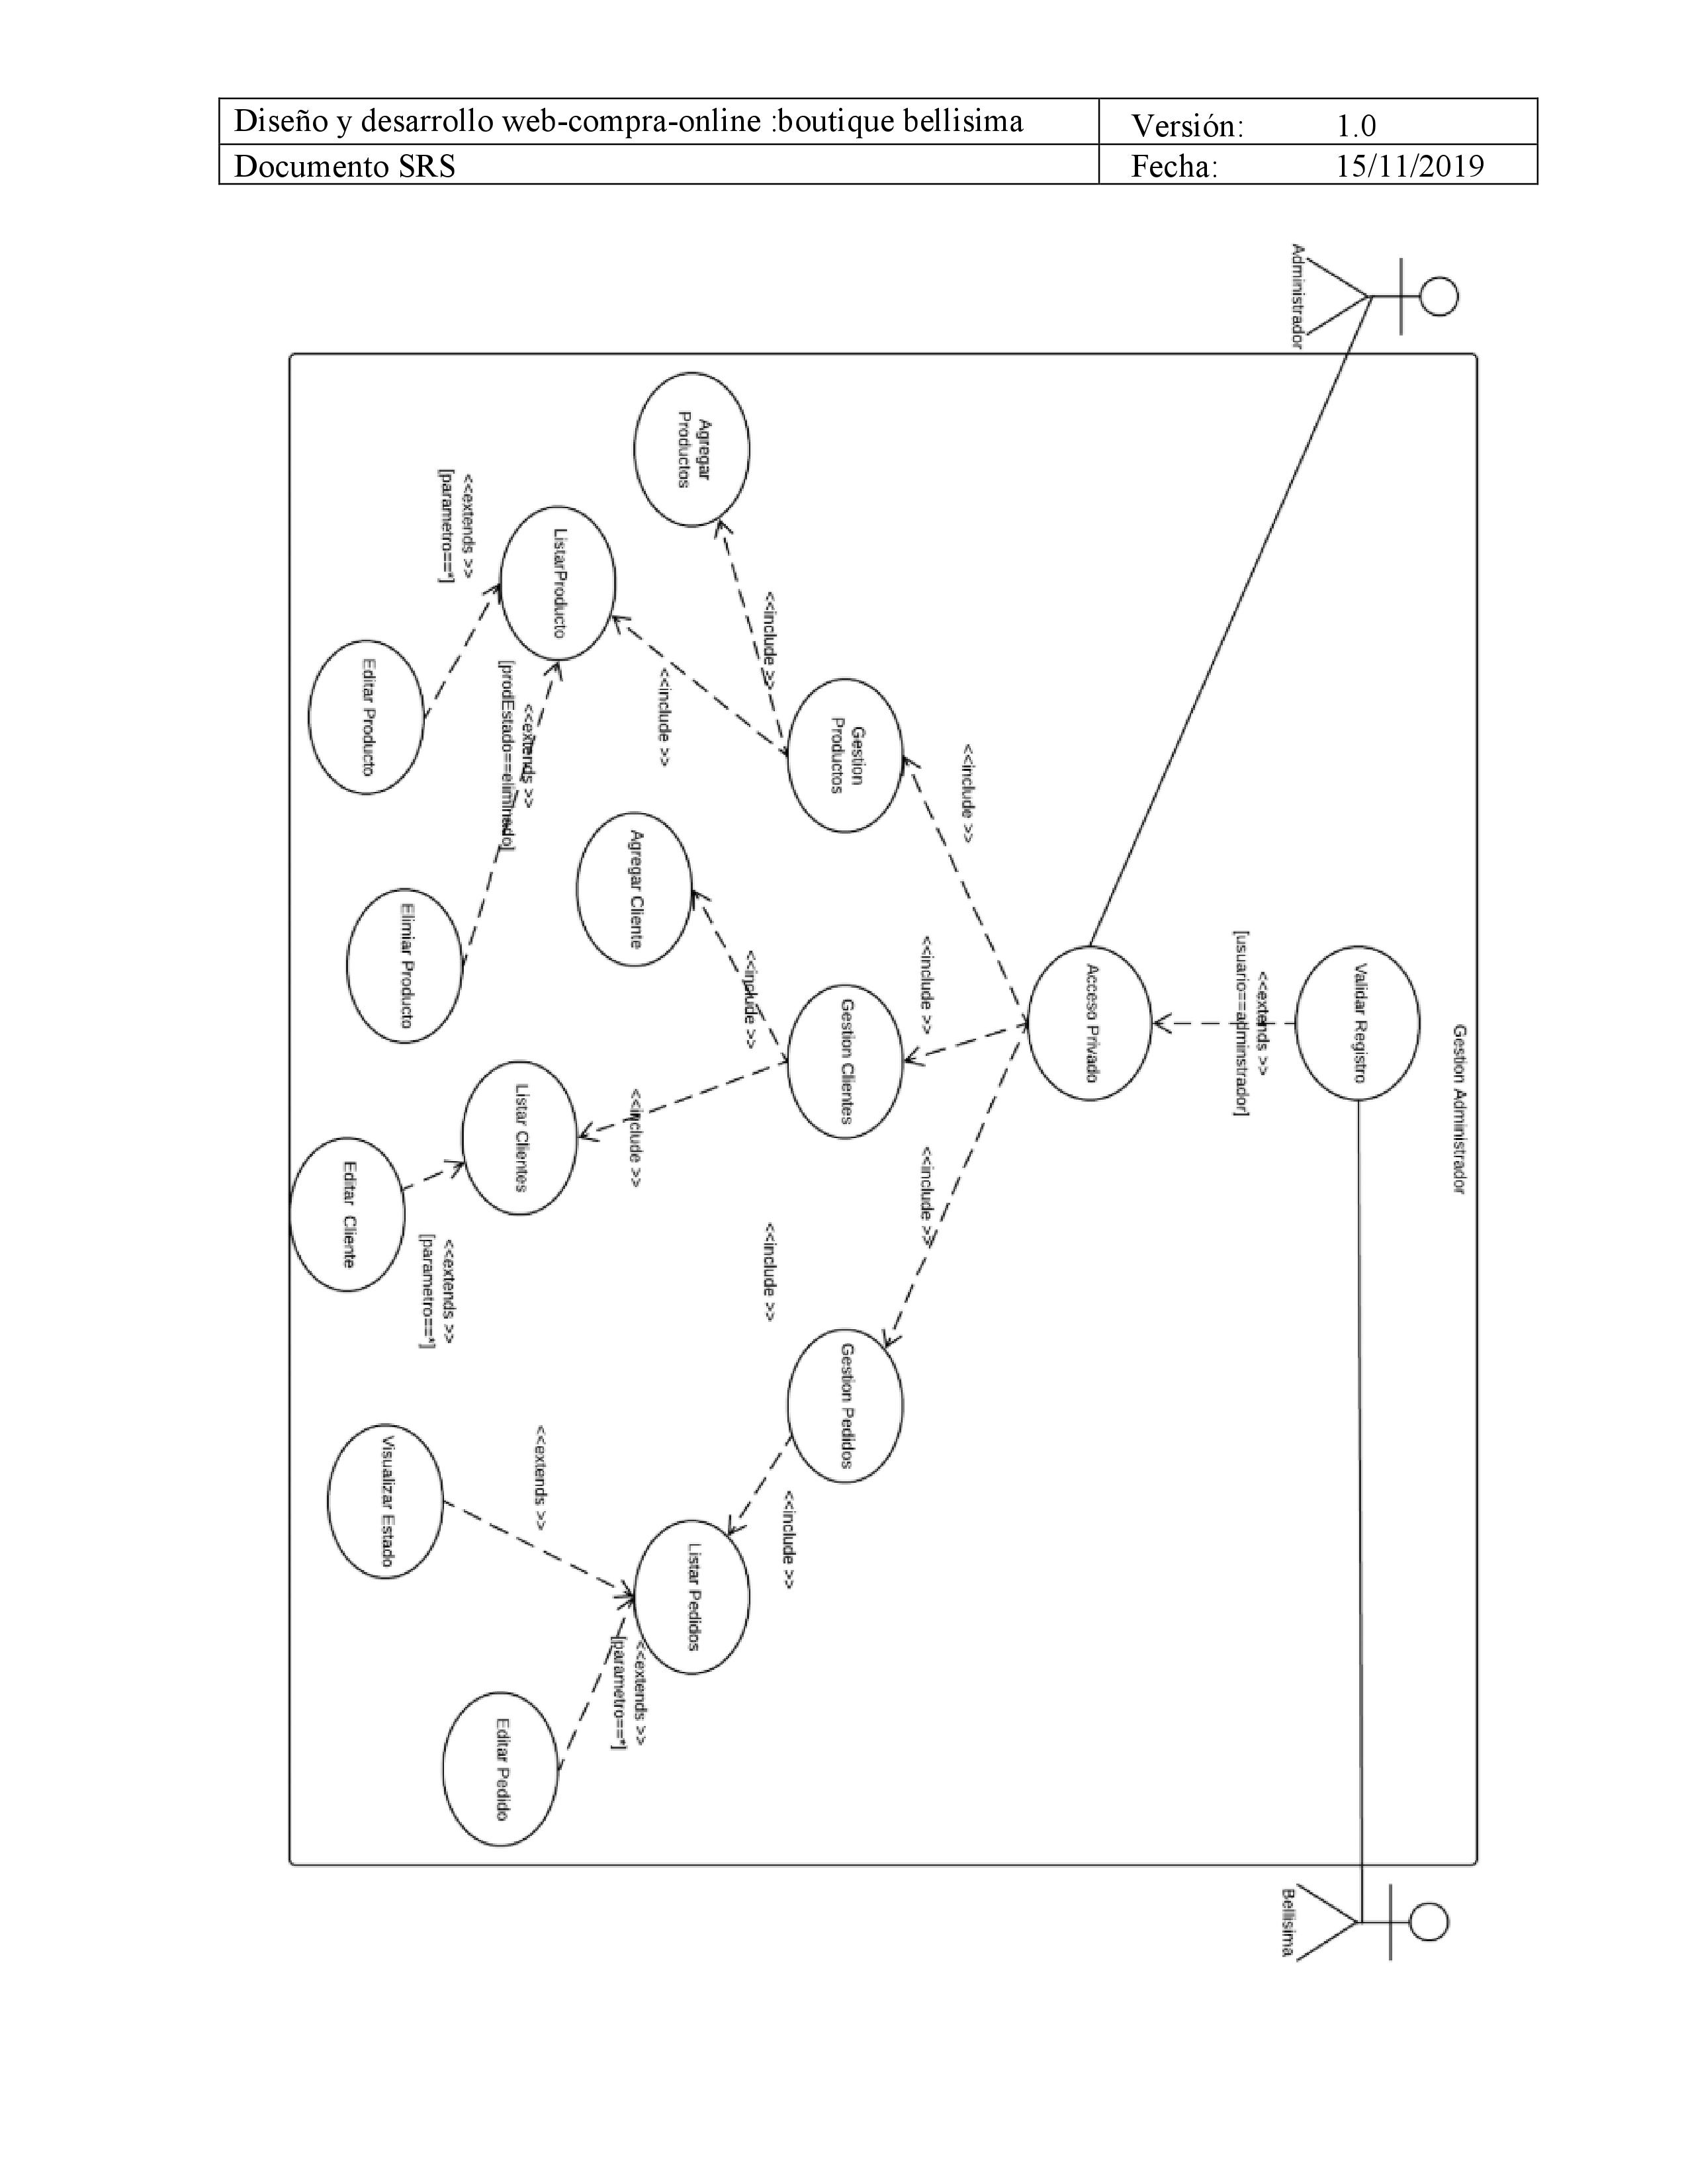 Diseño y desarrollo web-compra-online :boutique bellisima
Versión: 1.0
Documento SRS
Fecha: 15/11/2019
Gestion Administrador
Administrador
Bellisima
Validar Registro
<<extends >>
[usuario==adminstrador]
Acceso Privado
<<include >>
<<include >>
<<include >>
Gestion
Productos
Gestion Clientes
Gestion Pedidos
<<include >>
<<include >>
<<include >>
<<include >>
<<include >>
<<include >>
Agregar
Productos
ListarProducto
Agregar Cliente
Listar Clientes
Listar Pedidos
<<extends >>
[parametro==*]
<<extends >>
[prodEstado==eliminado]
<<extends >>
[parametro==*]
<<extends >>
<<extends >>
[parametro==*]
Editar Producto
Elimiar Producto
Editar Cliente
Visualizar Estado
Editar Pedido